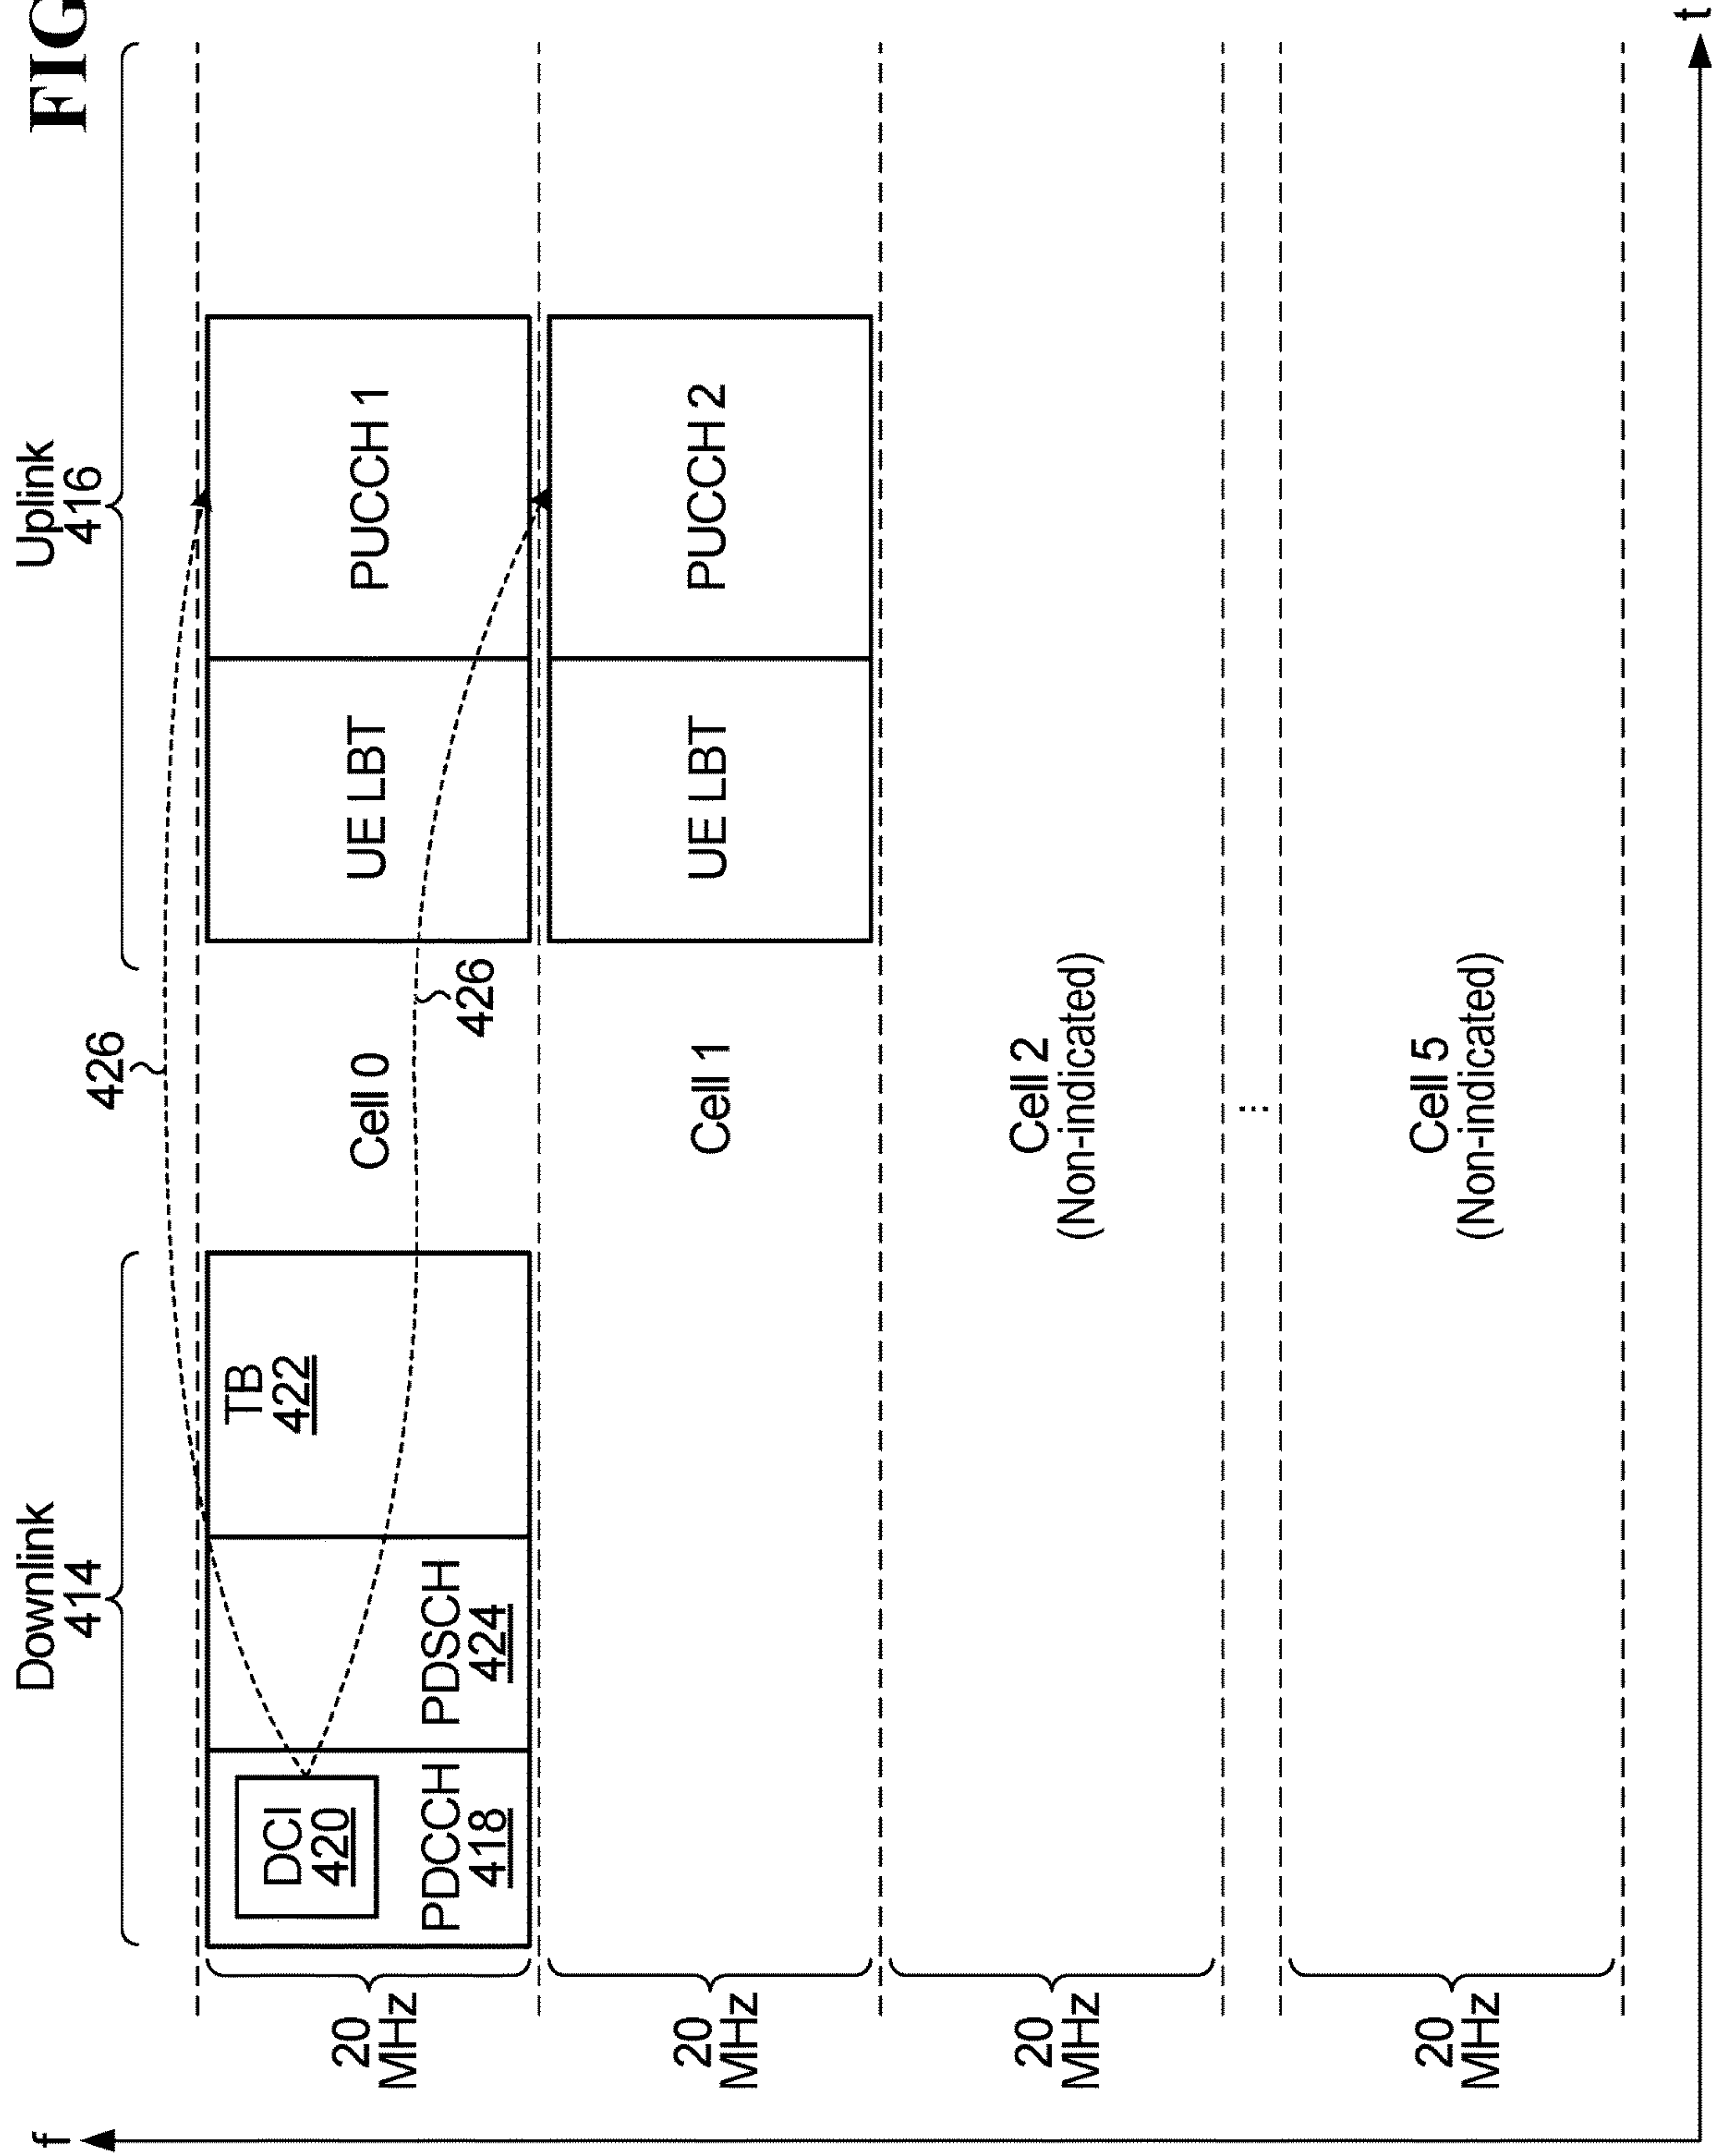 FIG
Downlink
414
Uplink
416
426
DCI
420
PDCCH
418
PDSCH
424
TB
422
Cell 0
426
UE LBT
PUCCH 1
20
MHz
Cell 1
UE LBT
PUCCH 2
20
MHz
Cell 2
(Non-indicated)
20
MHz
...
Cell 5
(Non-indicated)
20
MHz
f
t